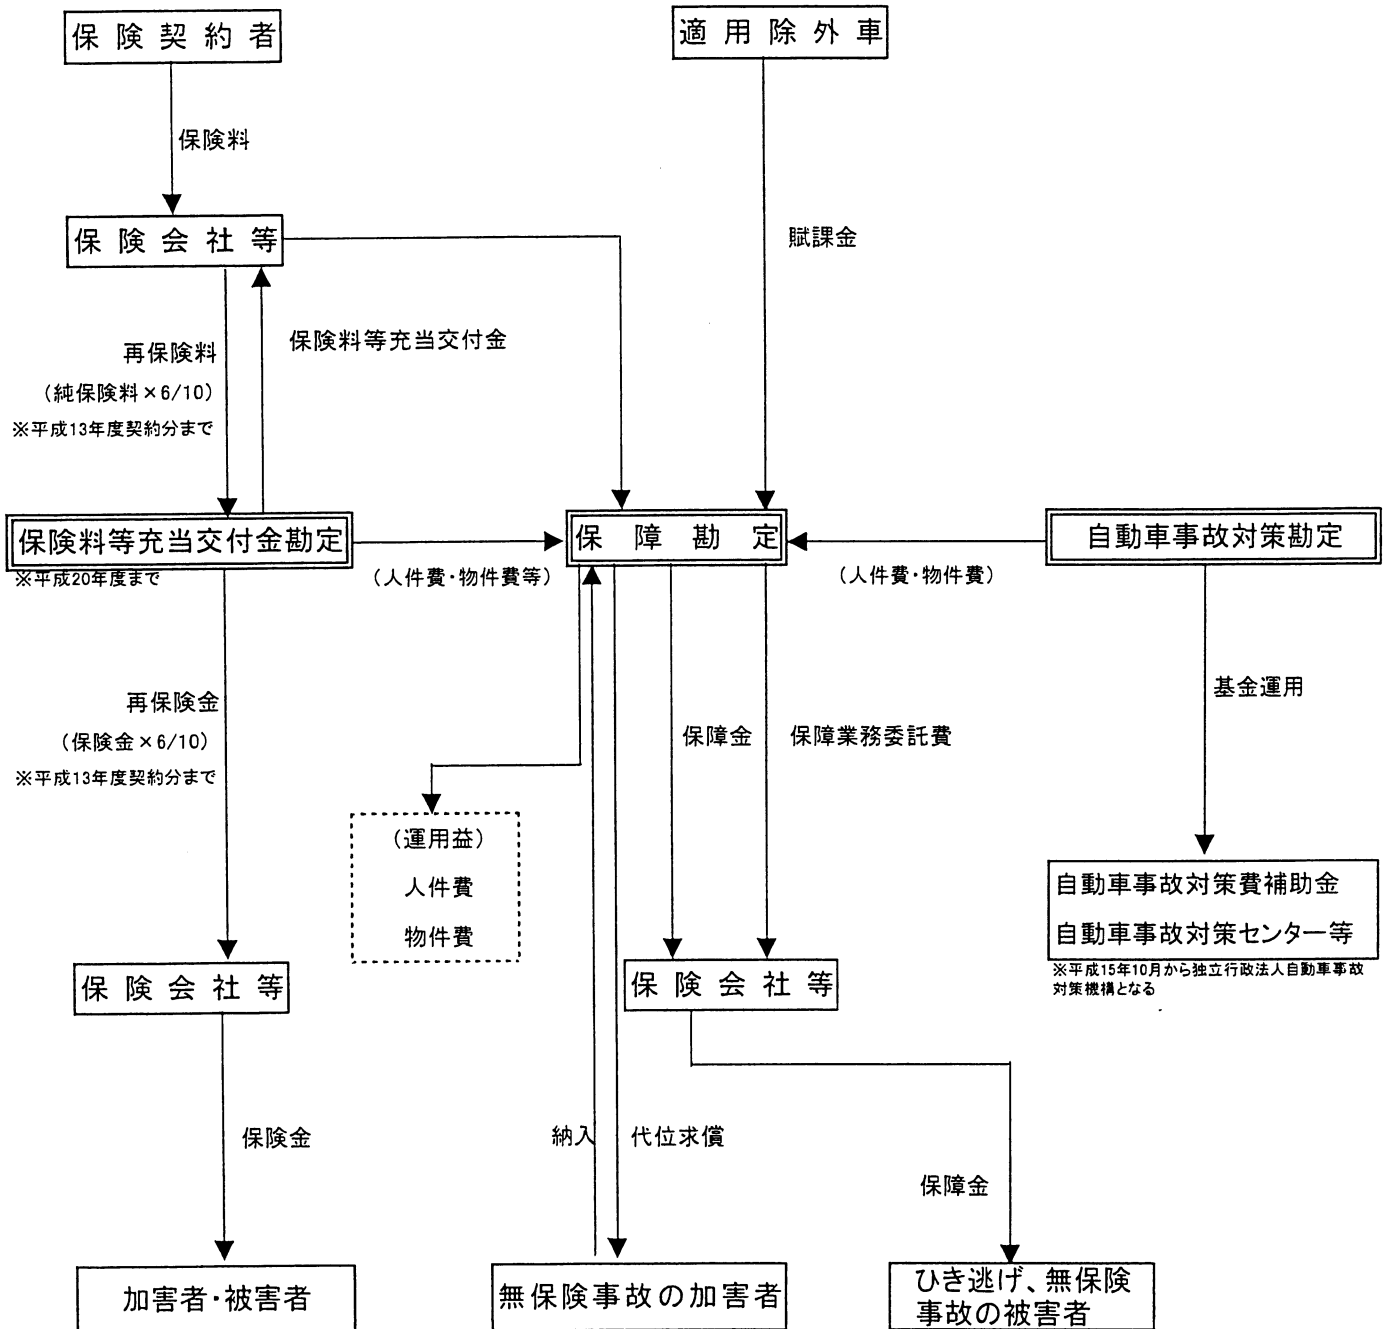 保険契約者
適用除外車
保険料
保険会社等
賦課金
保険料等充当交付金
再保険料
(純保険料×6/10)
※平成13年度契約分まで
保険料等充当交付金勘定
※平成20年度まで
(人件費・物件費等)
保障勘定
(人件費・物件費)
自動車事故対策勘定
再保険金
(保険金×6/10)
※平成13年度契約分まで
保障金
保障業務委託費
基金運用
(運用益)
人件費
物件費
自動車事故対策費補助金
自動車事故対策センター等
※平成15年10月から独立行政法人自動車事故
対策機構となる
保険会社等
保険会社等
保険金
納入
代位求償
保障金
加害者・被害者
無保険事故の加害者
ひき逃げ、無保険
事故の被害者